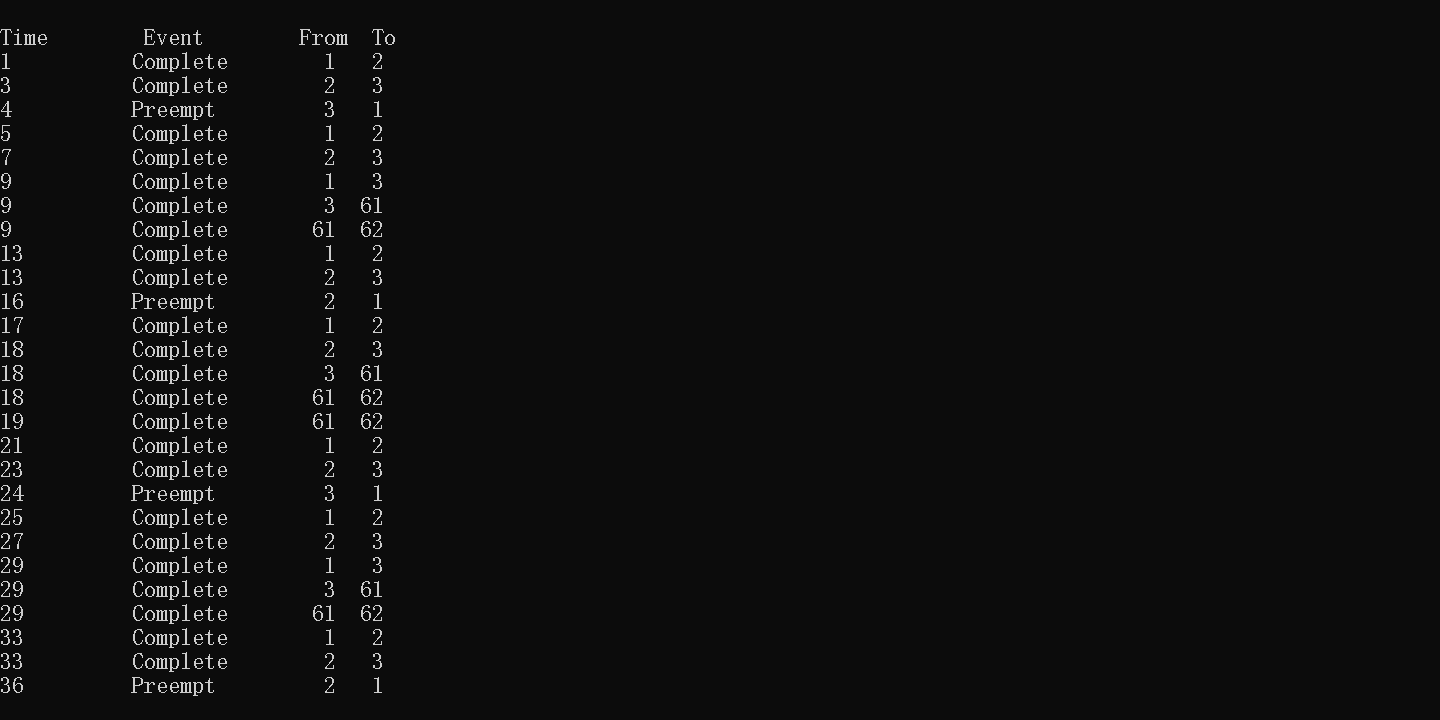 Time Event From To
1 Complete 1 2
3 Complete 2 3
4 Preempt 3 1
5 Complete 1 2
7 Complete 2 3
9 Complete 1 3
9 Complete 3 61
9 Complete 61 62
13 Complete 1 2
13 Complete 2 3
16 Preempt 2 1
17 Complete 1 2
18 Complete 2 3
18 Complete 3 61
18 Complete 61 62
19 Complete 61 62
21 Complete 1 2
23 Complete 2 3
24 Preempt 3 1
25 Complete 1 2
27 Complete 2 3
29 Complete 1 3
29 Complete 3 61
29 Complete 61 62
33 Complete 1 2
33 Complete 2 3
36 Preempt 2 1